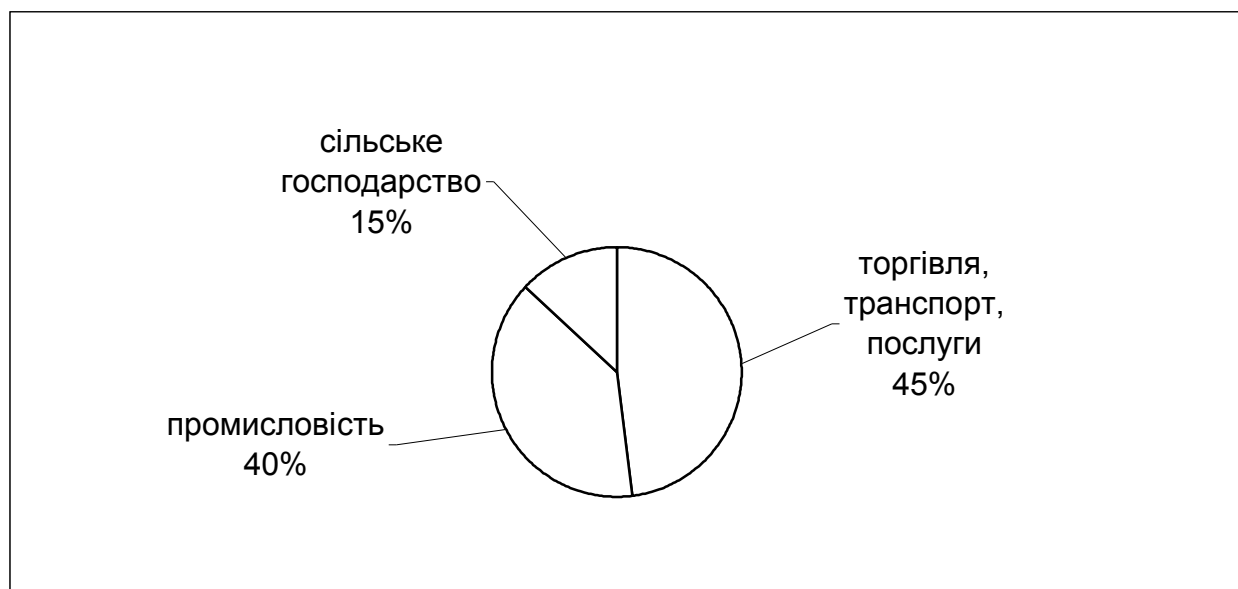 сільське
господарство
15%
торгівля,
транспорт,
послуги
45%
промисловість
40%